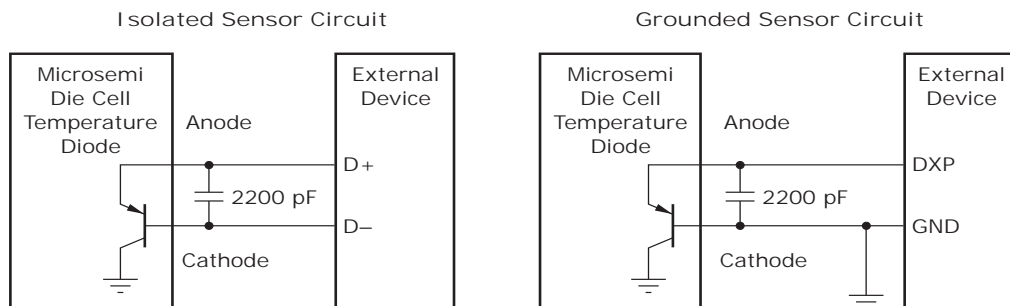 Isolated Sensor Circuit
Microsemi
Die Cell
Temperature
Diode
Anode
Cathode
2200 pF
External
Device
D+
D–
Grounded Sensor Circuit
Microsemi
Die Cell
Temperature
Diode
Anode
Cathode
2200 pF
External
Device
DXP
GND